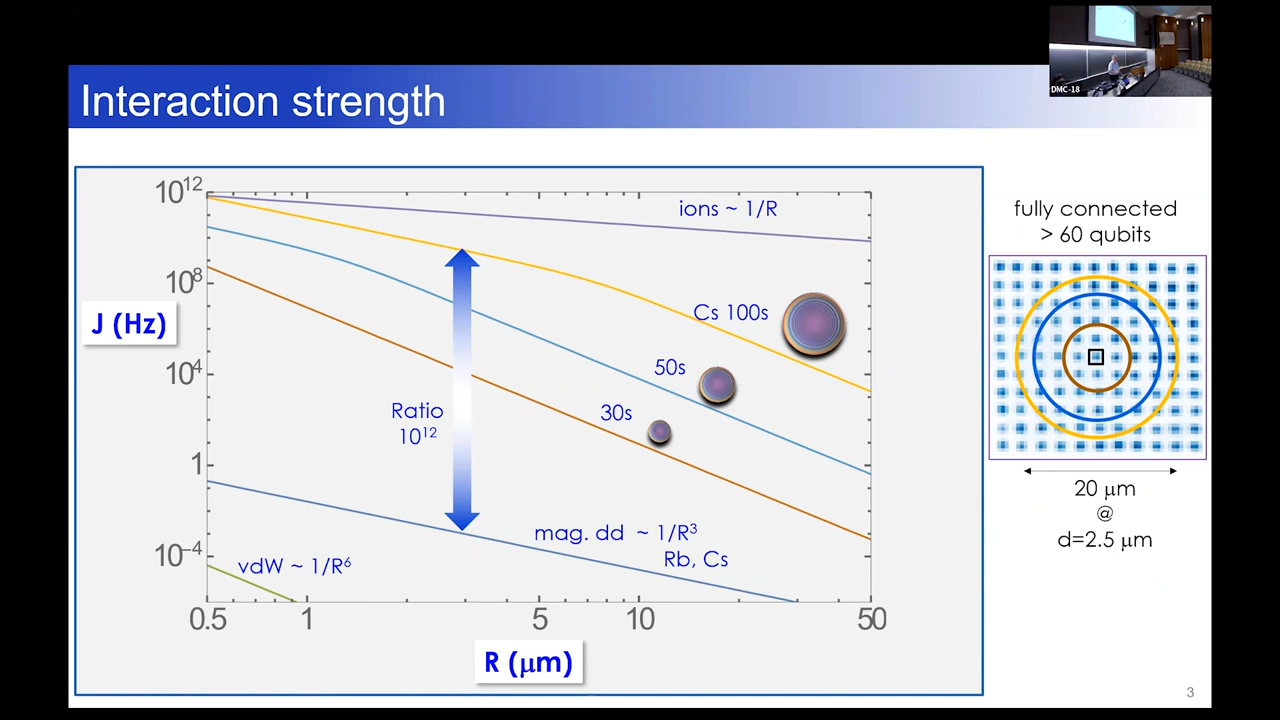 DMC-18
Interaction strength
10¹²
10⁸
10⁴
1
10⁻⁴
J (Hz)
ions ~ 1/R
Cs 100s
50s
30s
Ratio
10¹²
mag. dd ~ 1/R³
Rb, Cs
vdW ~ 1/R⁶
0.5 1 5 10 50
R (μm)
fully connected
> 60 qubits
20 μm
@
d=2.5 μm
3